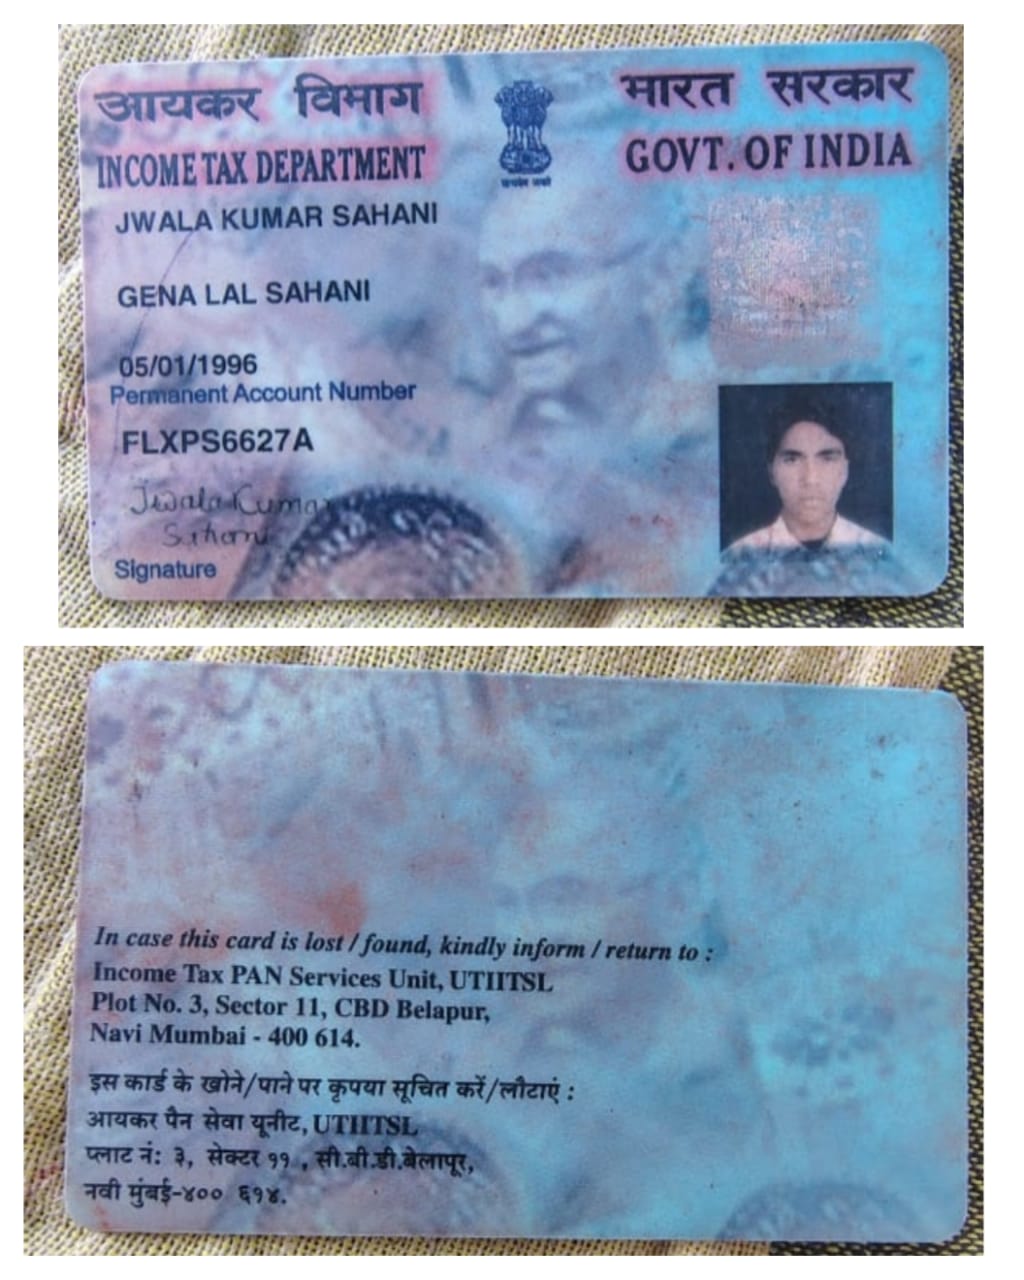 आयकर विभाग
भारत सरकार
INCOME TAX DEPARTMENT
GOVT. OF INDIA
JWALA KUMAR SAHANI
GENA LAL SAHANI
05/01/1996
Permanent Account Number
FLXPS6627A
Jwala Kumar
Sahani
Signature
In case this card is lost / found, kindly inform / return to :
Income Tax PAN Services Unit, UTIITSL
Plot No. 3, Sector 11, CBD Belapur,
Navi Mumbai - 400 614.
इस कार्ड के खोने/पाने पर कृपया सूचित करें/लौटाएं :
आयकर पैन सेवा यूनीट, UTIITSL
प्लाट नं: ३, सेक्टर ११ , सी.बी.डी.बेलापूर,
नवी मुंबई-४०० ६१४.